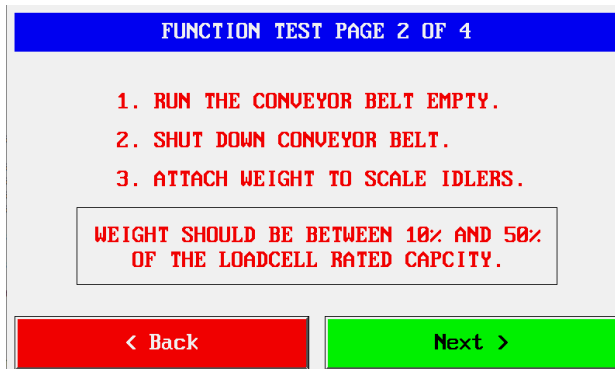 FUNCTION TEST PAGE 2 OF 4
1. RUN THE CONVEYOR BELT EMPTY.
2. SHUT DOWN CONVEYOR BELT.
3. ATTACH WEIGHT TO SCALE IDLERS.
WEIGHT SHOULD BE BETWEEN 10% AND 50%
OF THE LOADCELL RATED CAPCITY.
< Back
Next >